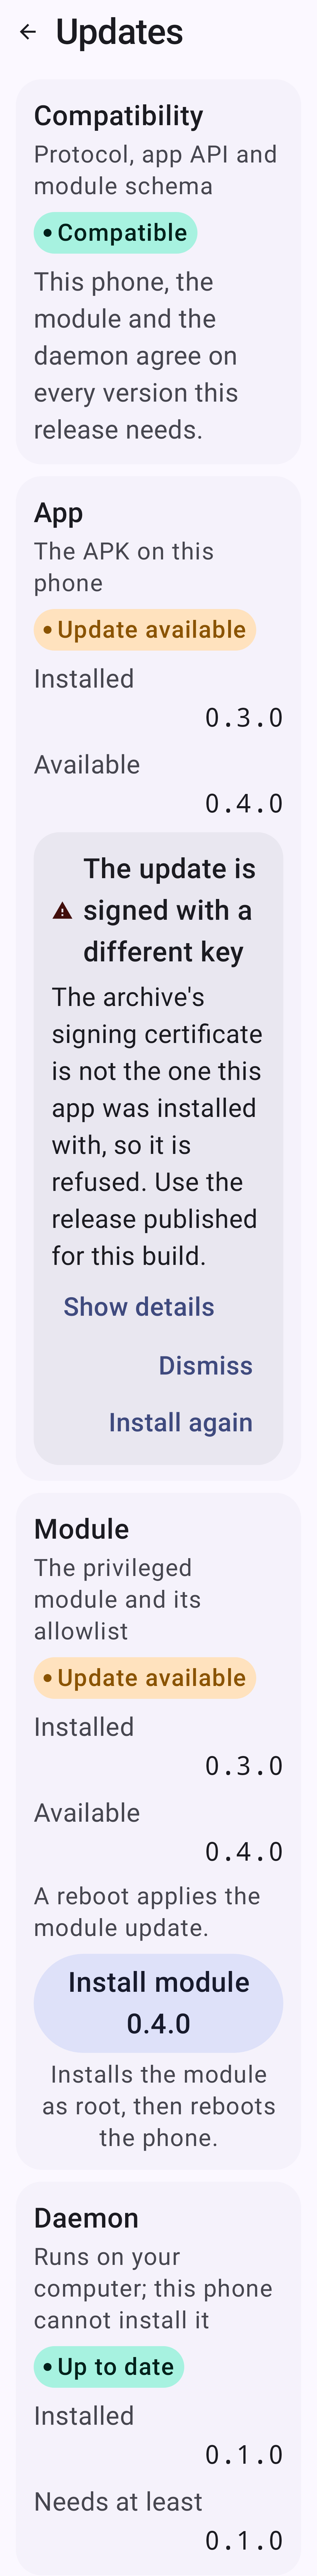 Updates
Compatibility
Protocol, app API and
module schema
• Compatible
This phone, the
module and the
daemon agree on
every version this
release needs.
App
The APK on this
phone
• Update available
Installed
0.3.0
Available
0.4.0
The update is
signed with a
different key
The archive's
signing certificate
is not the one this
app was installed
with, so it is
refused. Use the
release published
for this build.
Show details
Dismiss
Install again
Module
The privileged
module and its
allowlist
• Update available
Installed
0.3.0
Available
0.4.0
A reboot applies the
module update.
Install module
0.4.0
Installs the module
as root, then reboots
the phone.
Daemon
Runs on your
computer; this phone
cannot install it
• Up to date
Installed
0.1.0
Needs at least
0.1.0